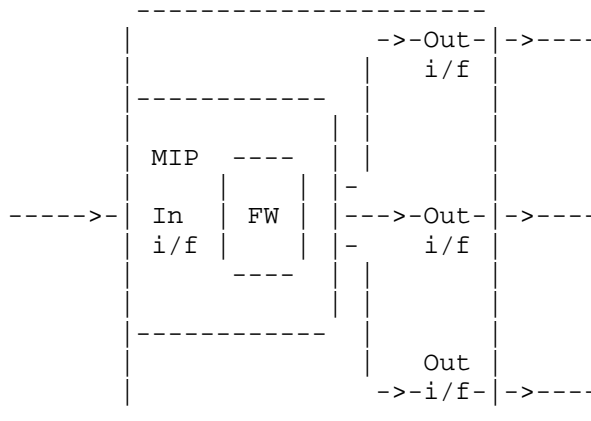 -------------------------
|                 ->-Out-|->----
|                |   i/f |
|------------    |       |
|              | |       |
| MIP   ----   | |       |
|      |    |  |-        |
----->-| In   | FW |  |--->-Out-|->----
| i/f  |    |  |-    i/f |
|       ----   | |       |
|              | |       |
|------------    |       |
|                |   Out |
|                 ->-i/f-|->----